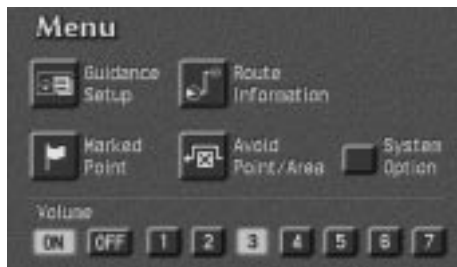 Menu
Guidance Setup
Route Information
Marked Point
Avoid Point/Area
System Option
Volume
ON OFF 1 2 3 4 5 6 7